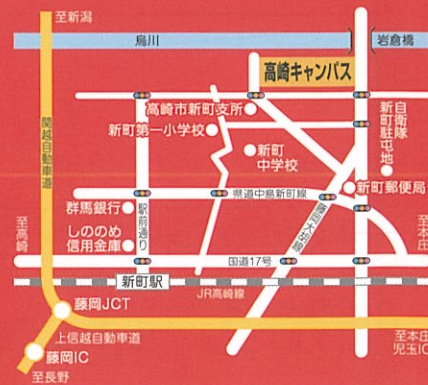 至新潟
烏川
岩倉橋
高崎キャンパス
高崎市新町支所
新町第一小学校
新町
中学校
自衛隊
新町駐屯地
関越自動車道
新町郵便局
県道中島新町線
群馬銀行
駅前通り
藤岡大胡線
至高崎
しののめ
信用金庫
至本庄
国道17号
新町駅
JR高崎線
藤岡JCT
上信越自動車道
至本庄
児玉IC
藤岡IC
至長野